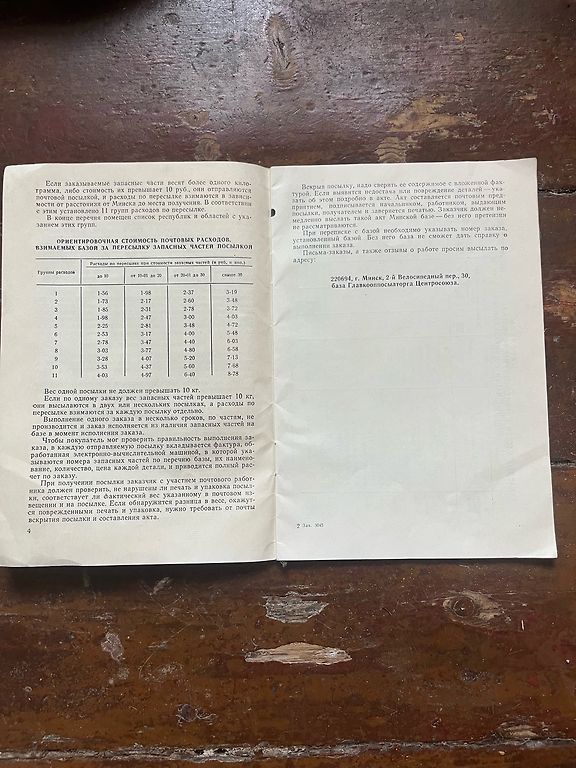 Если заказываемые запасные части весят более одного кило-
грамма, либо стоимость их превышает 10 руб., они отправляются
почтовой посылкой, и расходы по пересылке взимаются в зависи-
мости от расстояния от Минска до места получения. В соответствии
с этим установлено 11 групп расходов по пересылке.
В конце перечня помещен список республик и областей с ука-
занием этих групп.
ОРИЕНТИРОВОЧНАЯ СТОИМОСТЬ ПОЧТОВЫХ РАСХОДОВ,
ВЗИМАЕМЫХ БАЗОЙ ЗА ПЕРЕСЫЛКУ ЗАПАСНЫХ ЧАСТЕЙ ПОСЫЛКОЙ
Группы расходов
Расходы по пересылке при стоимости запасных частей (в руб. и коп.)
до 10 от 10-01 до 20 от 20-01 до 30 свыше 30
1 1-56 1-98 2-37 3-19
2 1-73 2-17 2-60 3-48
3 1-85 2-31 2-78 3-72
4 1-98 2-47 3-00 4-03
5 2-25 2-81 3-48 4-72
6 2-53 3-17 4-00 5-48
7 2-78 3-47 4-40 6-03
8 3-03 3-77 4-80 6-58
9 3-28 4-07 5-20 7-13
10 3-53 4-37 5-60 7-68
11 4-03 4-97 6-40 8-78
Вес одной посылки не должен превышать 10 кг.
Если по одному заказу вес запасных частей превышает 10 кг,
они высылаются в двух или нескольких посылках, а расходы по
пересылке взимаются за каждую посылку отдельно.
Выполнение одного заказа в несколько сроков, по частям, не
производится и заказ исполняется из наличия запасных частей на
базе в момент исполнения заказа.
Чтобы покупатель мог проверить правильность выполнения за-
каза, в каждую отправляемую посылку вкладывается фактура, об-
работанная электронно-вычислительной машиной, в которой ука-
зываются номера запасных частей по перечню базы, их наимено-
вание, количество, цена каждой детали, и приводится полный рас-
чет по заказу.
При получении посылки заказчик с участием почтового работ-
ника должен проверить, не нарушены ли печать и упаковка посыл-
ки, соответствует ли фактический вес указанному в почтовом из-
вещении и на посылке. Если обнаружится разница в весе, окажут-
ся поврежденными печать и упаковка, нужно требовать от почты
вскрытия посылки и составления акта.
4
Вскрыв посылку, надо сверить ее содержимое с вложенной фак-
турой. Если выявится недостача или повреждение деталей — ука-
зать об этом подробно в акте. Акт составляется почтовым пред-
приятием, подписывается начальником, работником, выдающим
посылки, получателем и заверяется печатью. Заказчик должен не-
медленно выслать такой акт Минской базе — без него претензии
не рассматриваются.
При переписке с базой необходимо указывать номер заказа,
установленный базой. Без него база не сможет дать справку о
выполнении заказа.
Письма-заказы, а также отзывы о работе просим высылать по
адресу:
220694, г. Минск, 2-й Велосипедный пер., 30,
база Главкооппосылторга Центросоюза.
2 Зак. 3045